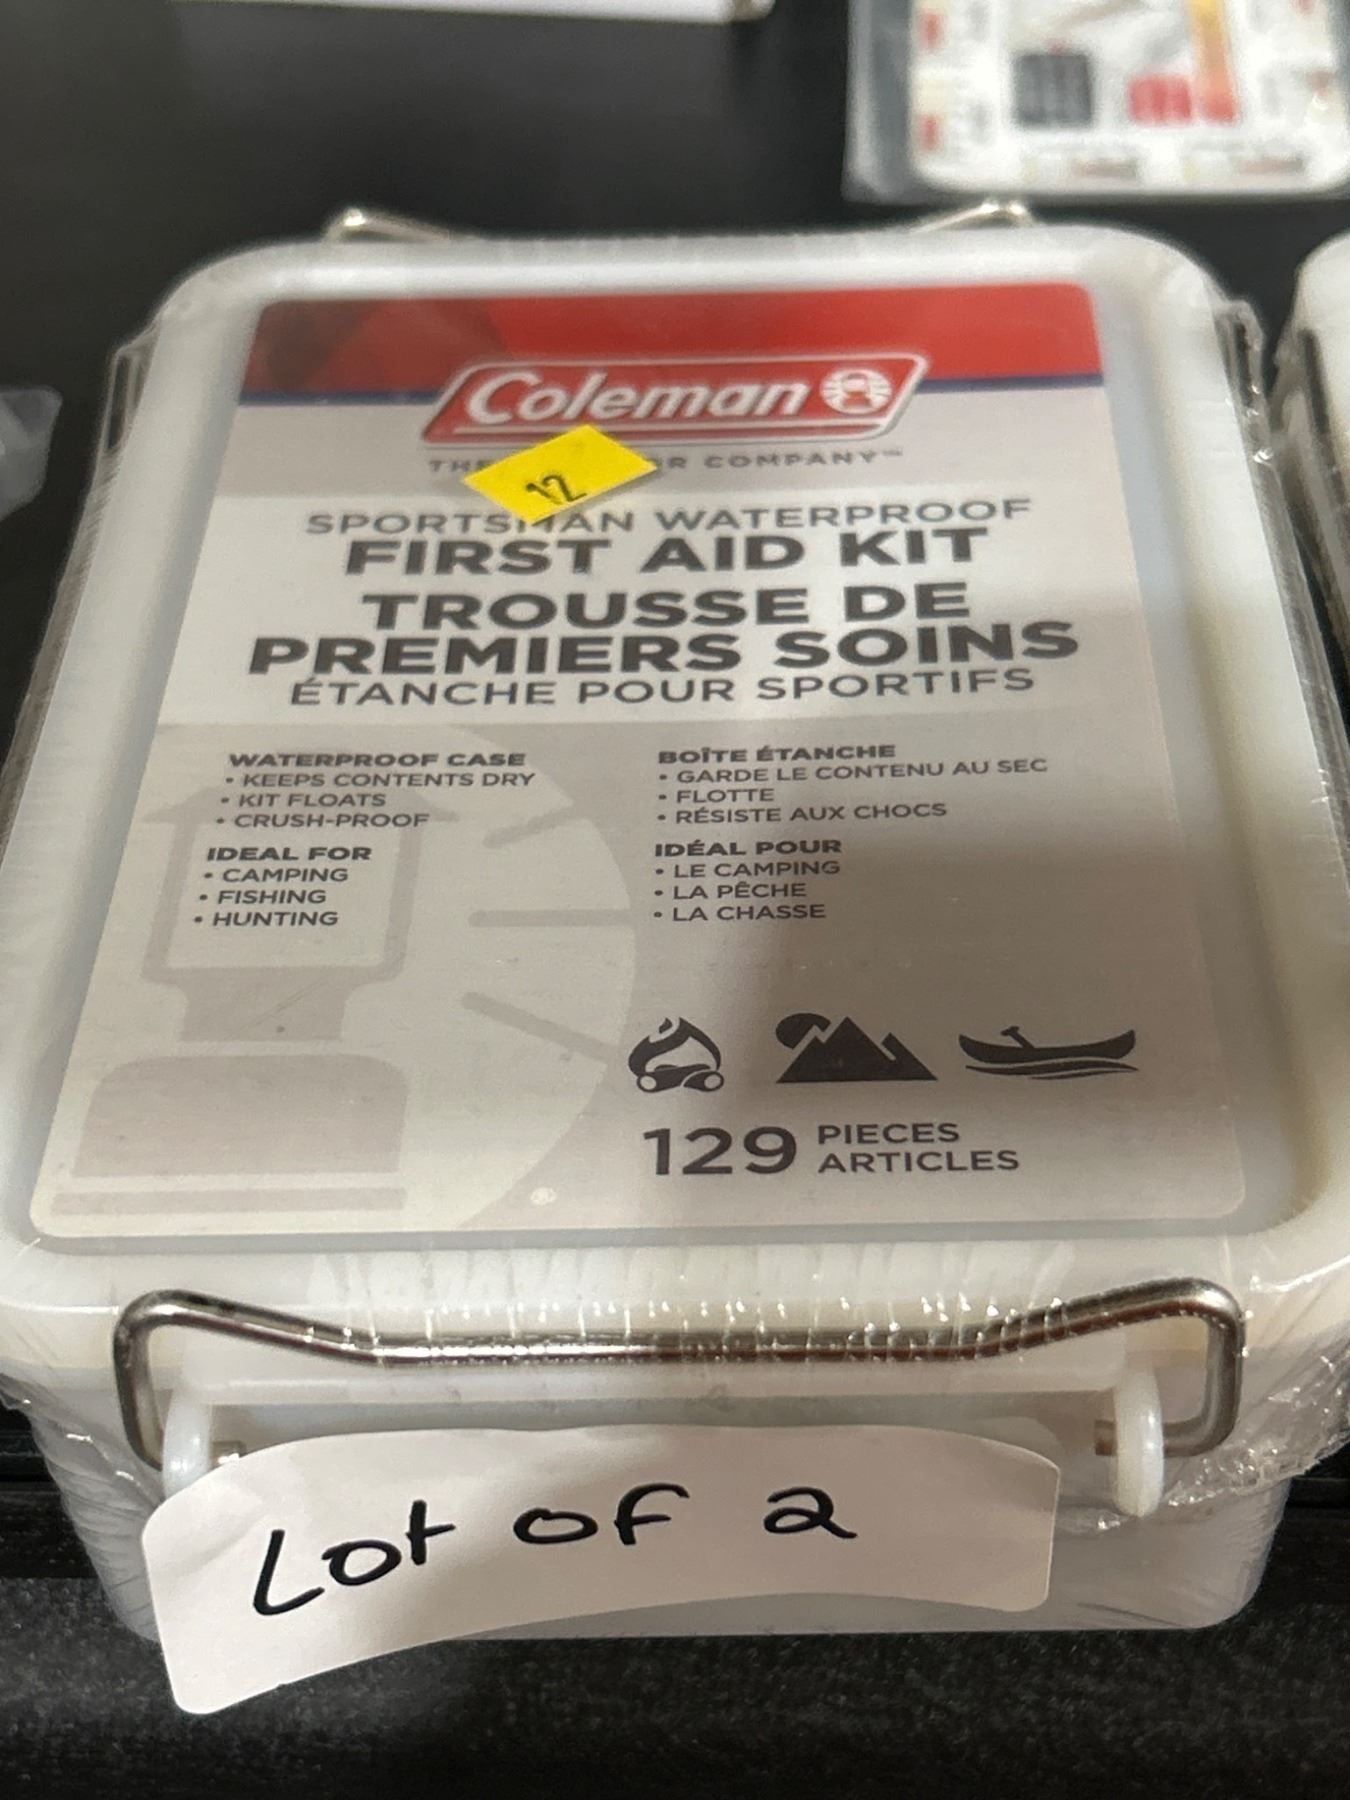 Coleman
THE R COMPANY™
12
SPORTSMAN WATERPROOF
FIRST AID KIT
TROUSSE DE
PREMIERS SOINS
ÉTANCHE POUR SPORTIFS
WATERPROOF CASE
• KEEPS CONTENTS DRY
• KIT FLOATS
• CRUSH-PROOF
IDEAL FOR
• CAMPING
• FISHING
• HUNTING
BOÎTE ÉTANCHE
• GARDE LE CONTENU AU SEC
• FLOTTE
• RÉSISTE AUX CHOCS
IDÉAL POUR
• LE CAMPING
• LA PÊCHE
• LA CHASSE
129 PIECES
ARTICLES
Lot of 2